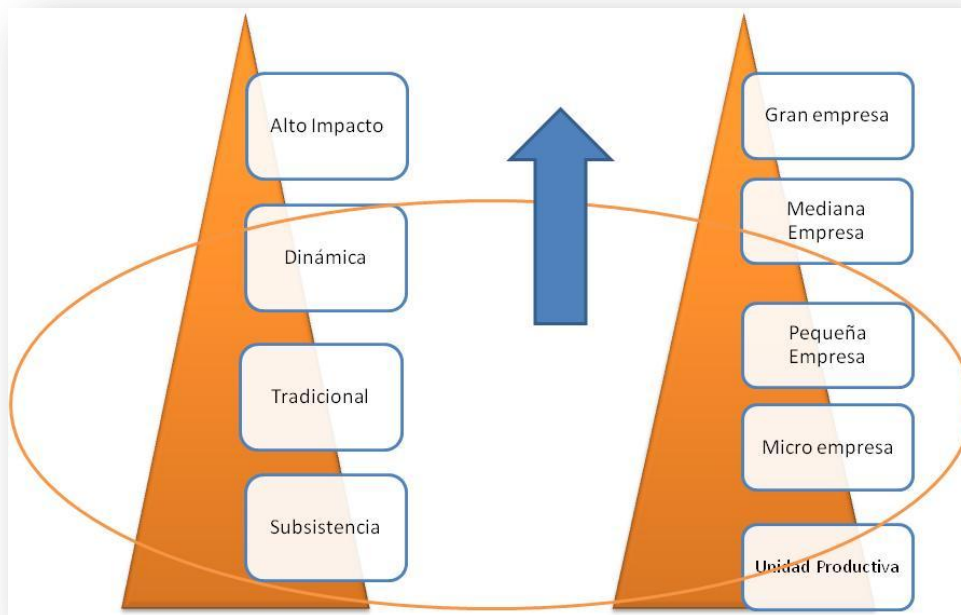 Alto Impacto
Dinámica
Tradicional
Subsistencia
Gran empresa
Mediana
Empresa
Pequeña
Empresa
Micro empresa
Unidad Productiva